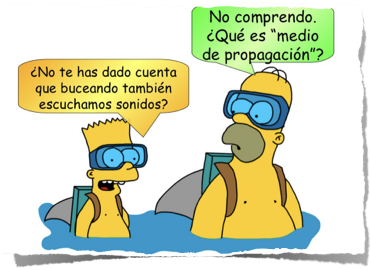 No comprendo.
¿Qué es “medio
de propagación”?
¿No te has dado cuenta
que buceando también
escuchamos sonidos?